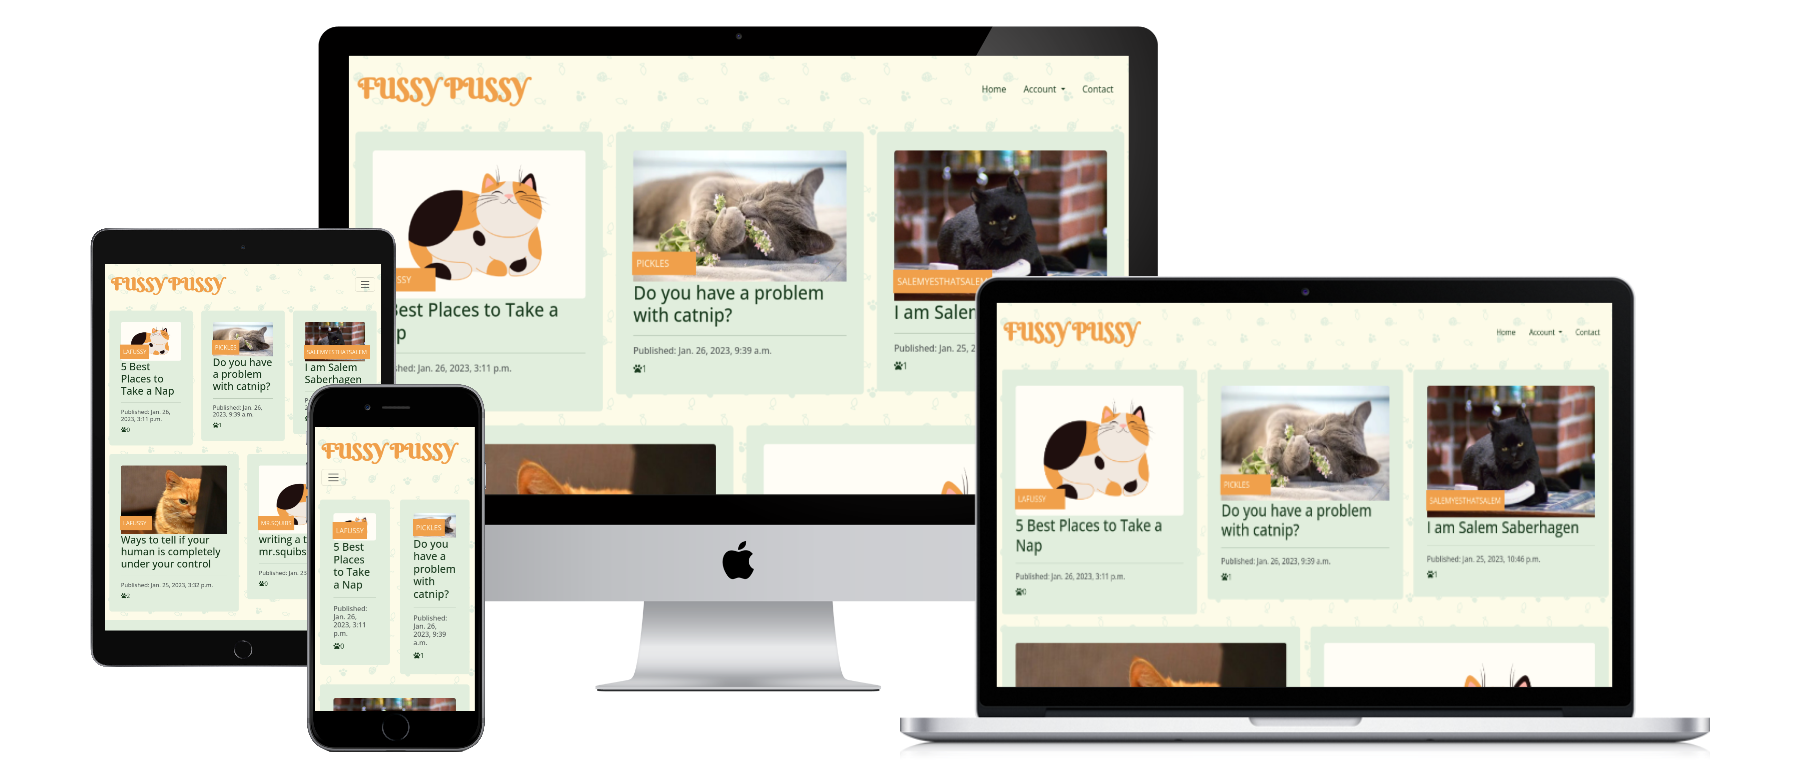 FUSSY PUSSY
Home Account Contact
SSY
Best Places to Take a
p
shed: Jan. 26, 2023, 3:11 p.m.
PICKLES
Do you have a problem
with catnip?
Published: Jan. 26, 2023, 9:39 a.m.
1
SALEMYESTHATSALEM
I am Saler
Published: Jan. 25, 2
1
FUSSY PUSSY
LAFUSSY
5 Best
Places to
Take a Nap
Published: Jan. 26,
2023, 3:11 p.m.
0
PICKLES
Do you have
a problem
with catnip?
Published: Jan. 26,
2023, 9:39 a.m.
1
SALEMYESTHATSALEM
I am Salem
Saberhagen
LAFUSSY
Ways to tell if your
human is completely
under your control
Published: Jan. 25, 2023, 3:32 p.m.
2
MR.SQUIBS
writing a t
mr.squibs
Published: Jan. 23
0
FUSSY PUSSY
LAFUSSY
5 Best
Places
to Take
a Nap
Published:
Jan. 26,
2023, 3:11
p.m.
0
PICKLES
Do you
have a
problem
with
catnip?
Published:
Jan. 26,
2023, 9:39
a.m.
1
FUSSY PUSSY
Home Account Contact
LAFUSSY
5 Best Places to Take a
Nap
Published: Jan. 26, 2023, 3:11 p.m.
0
PICKLES
Do you have a problem
with catnip?
Published: Jan. 26, 2023, 9:39 a.m.
1
SALEMYESTHATSALEM
I am Salem Saberhagen
Published: Jan. 25, 2023, 10:46 p.m.
1